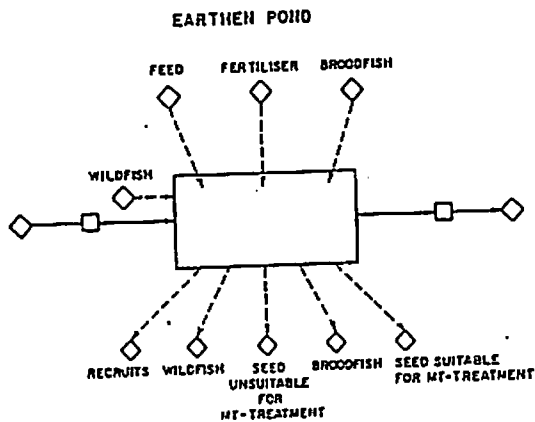 EARTHEN POND
FEED
FERTILISER
BROODFISH
WILDFISH
RECRUITS
WILDFISH
SEED
UNSUITABLE
FOR
MT-TREATMENT
BROODFISH
SEED SUITABLE
FOR MT-TREATMENT